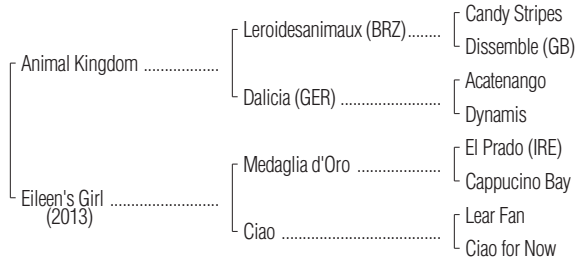 Candy Stripes
Leroidesanimaux (BRZ)........
Dissemble (GB)
Animal Kingdom ..................
Acatenango
Dalicia (GER) ........................
Dynamis
El Prado (IRE)
Medaglia d'Oro ....................
Cappucino Bay
Eileen's Girl ..........................
(2013)
Lear Fan
Ciao ......................................
Ciao for Now